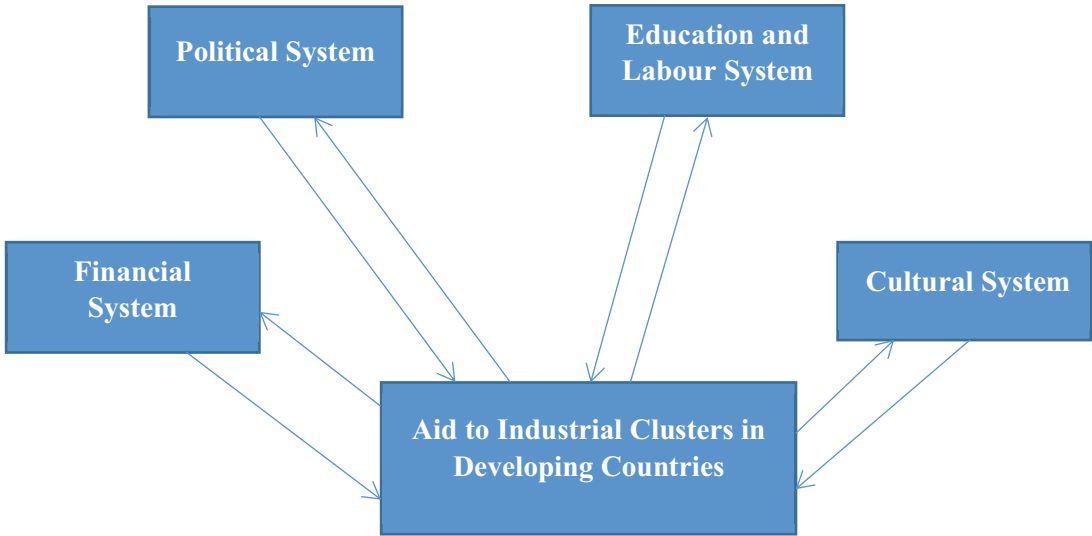 Political System
Education and
Labour System
Financial
System
Cultural System
Aid to Industrial Clusters in
Developing Countries